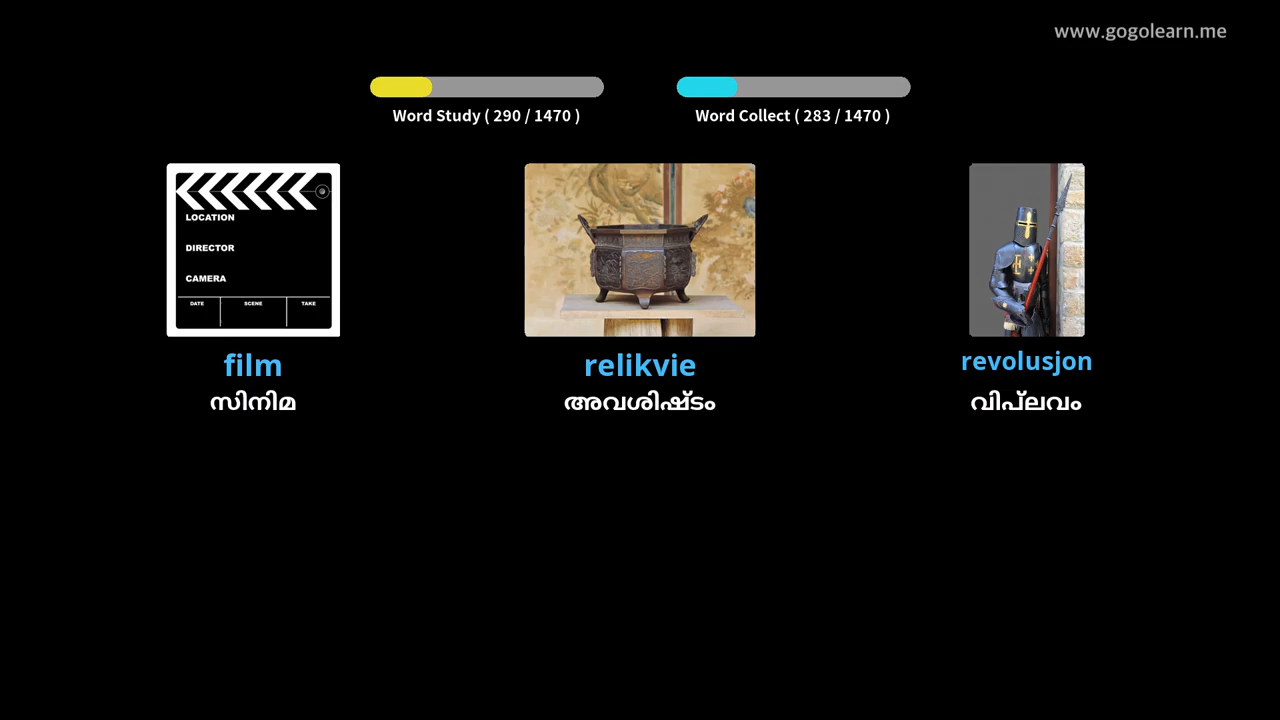 www.gogolearn.me
Word Study ( 290 / 1470 )
Word Collect ( 283 / 1470 )
LOCATION
DIRECTOR
CAMERA
DATE SCENE TAKE
film
relikvie
revolusjon
സിനിമ
അവശിഷ്ടം
വിപ്ലവം